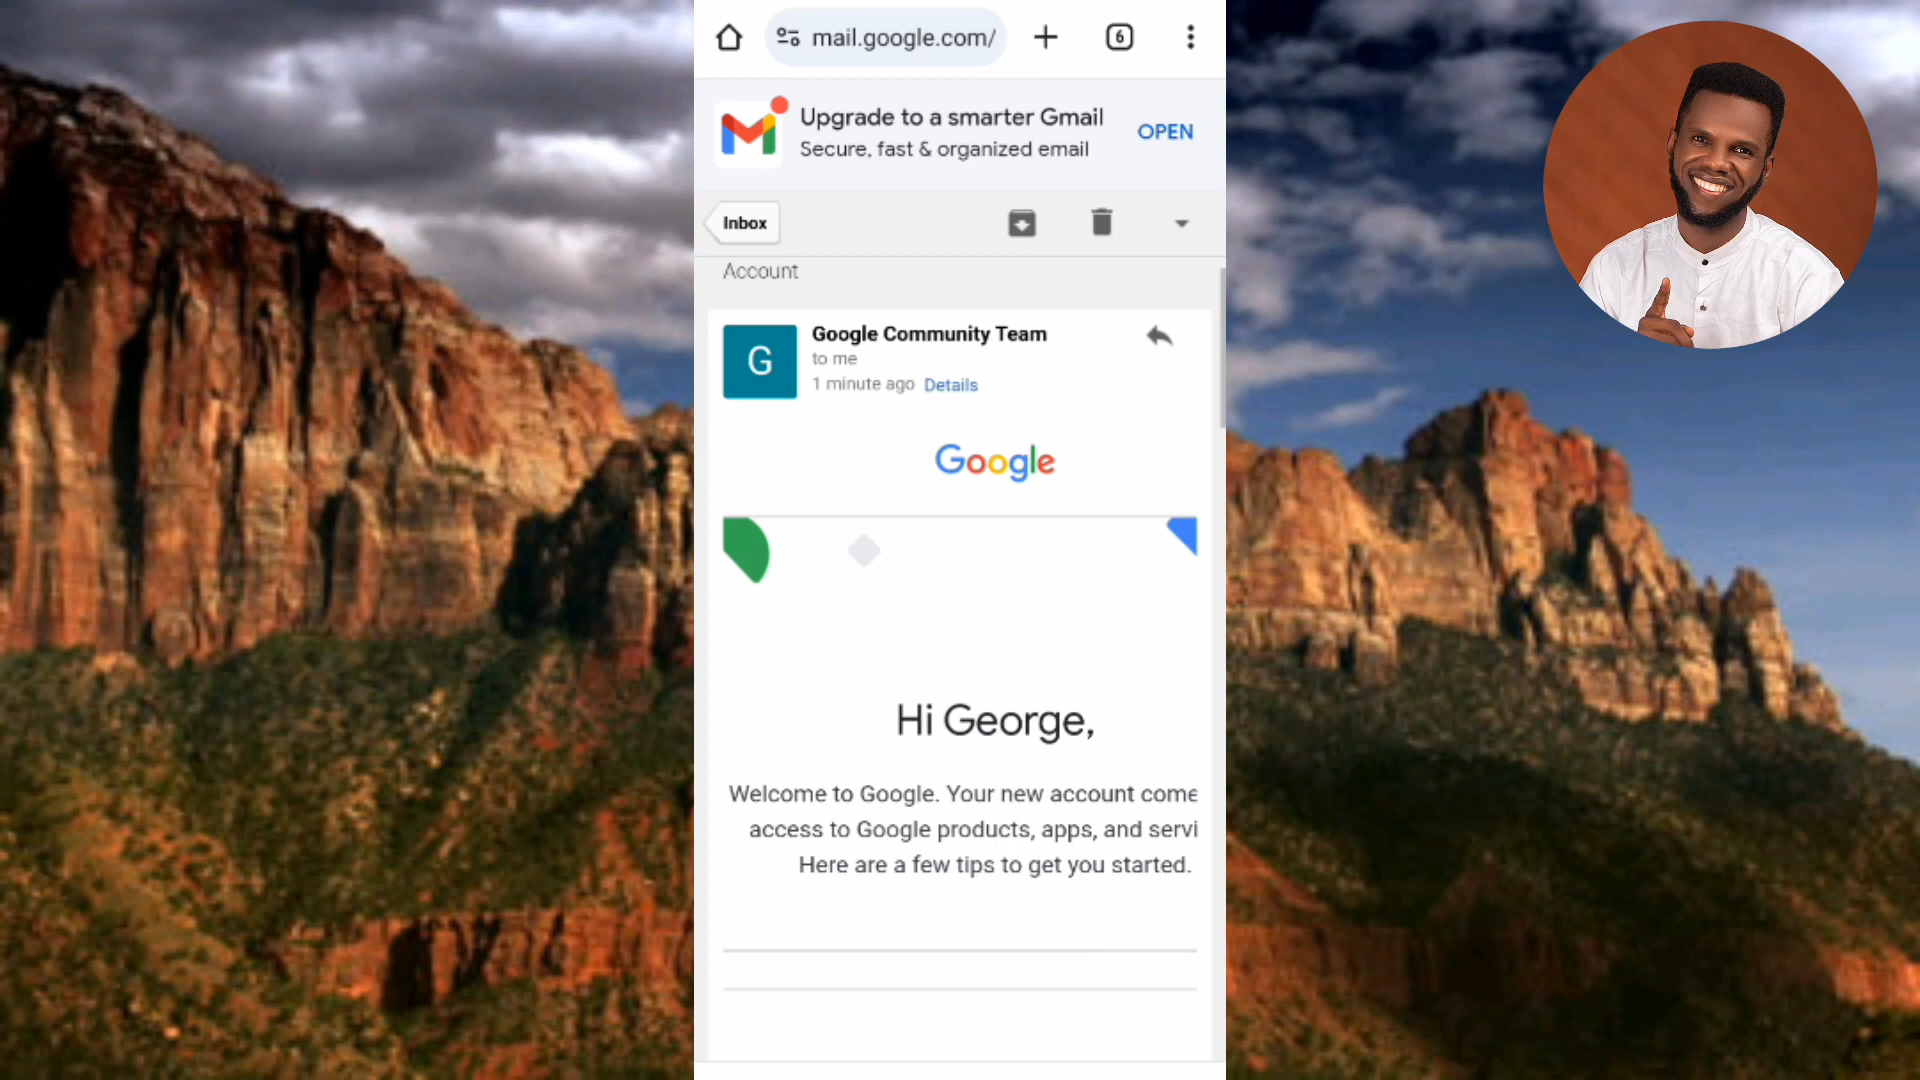 mail.google.com/
6
Upgrade to a smarter Gmail
Secure, fast & organized email
OPEN
Inbox
Account
G
Google Community Team
to me
1 minute ago Details
Google
Hi George,
Welcome to Google. Your new account come
access to Google products, apps, and servi
Here are a few tips to get you started.